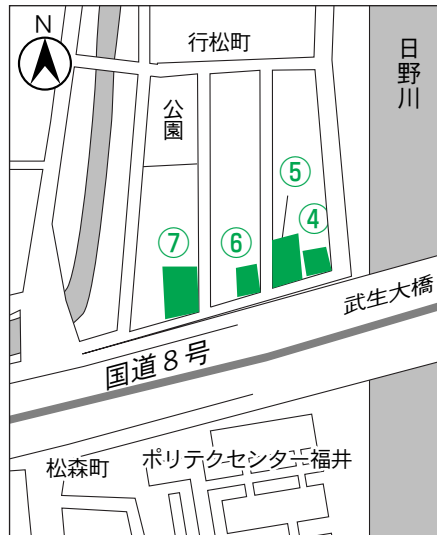 N
行松町
日野川
公園
⑤
④
⑦
⑥
武生大橋
国道8号
松森町
ポリテクセンター福井